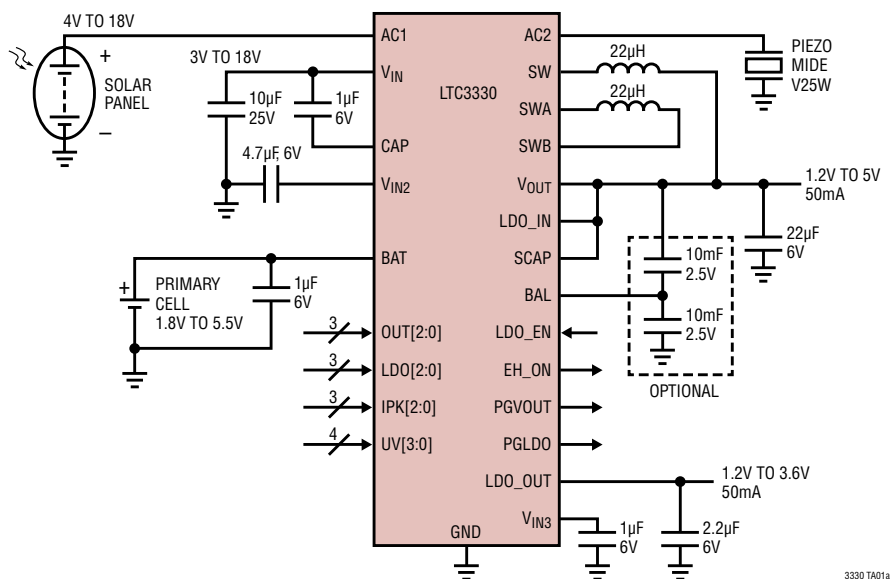 4V TO 18V
SOLAR
PANEL
+
–
3V TO 18V
10µF
25V
1µF
6V
4.7µF, 6V
PRIMARY
CELL
1.8V TO 5.5V
+
1µF
6V
3
3
3
4
AC1
VIN
CAP
VIN2
BAT
OUT[2:0]
LDO[2:0]
IPK[2:0]
UV[3:0]
LTC3330
GND
AC2
SW
SWA
SWB
VOUT
LDO_IN
SCAP
BAL
LDO_EN
EH_ON
PGVOUT
PGLDO
LDO_OUT
VIN3
22µH
22µH
PIEZO
MIDE
V25W
1.2V TO 5V
50mA
22µF
6V
10mF
2.5V
10mF
2.5V
OPTIONAL
1.2V TO 3.6V
50mA
1µF
6V
2.2µF
6V
3330 TA01a